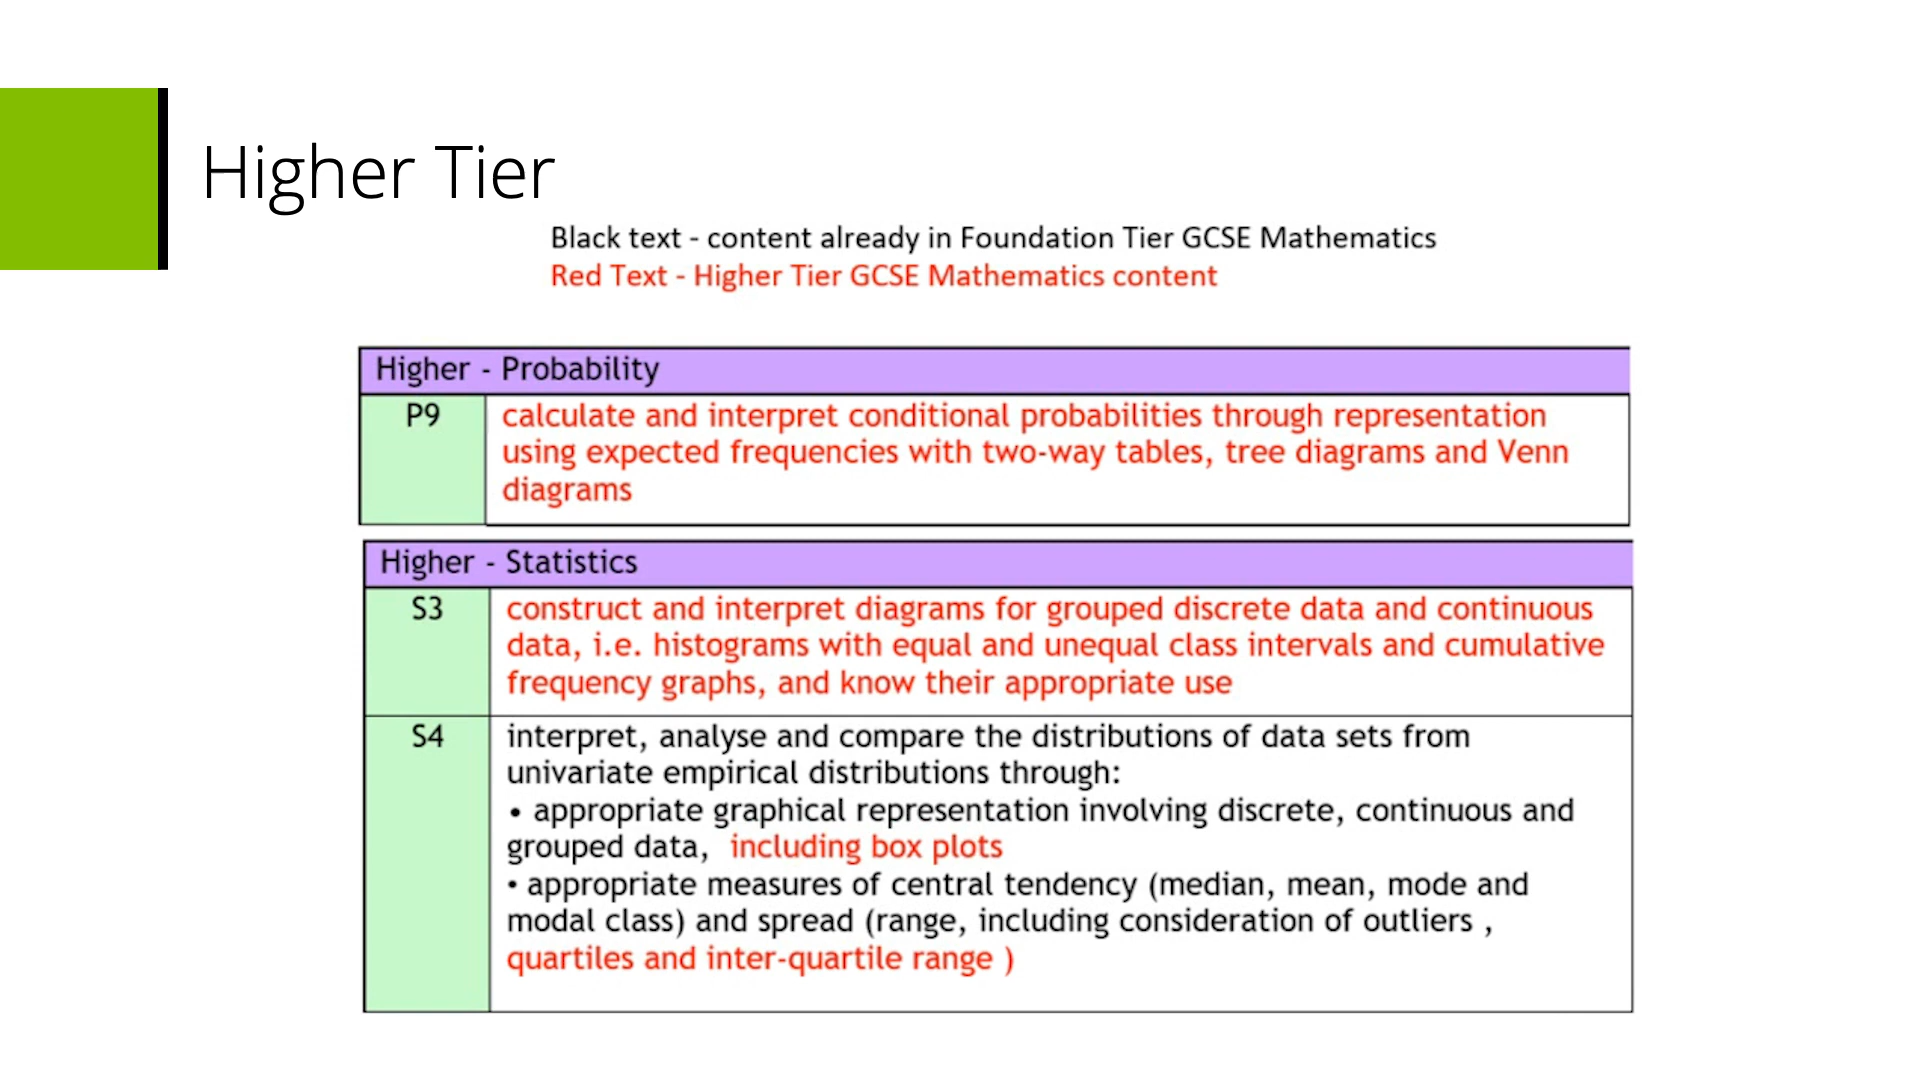 Higher Tier
Black text - content already in Foundation Tier GCSE Mathematics
Red Text - Higher Tier GCSE Mathematics content
Higher - Probability
P9
calculate and interpret conditional probabilities through representation
using expected frequencies with two-way tables, tree diagrams and Venn
diagrams
Higher - Statistics
S3
construct and interpret diagrams for grouped discrete data and continuous
data, i.e. histograms with equal and unequal class intervals and cumulative
frequency graphs, and know their appropriate use
S4
interpret, analyse and compare the distributions of data sets from
univariate empirical distributions through:
• appropriate graphical representation involving discrete, continuous and
grouped data, including box plots
• appropriate measures of central tendency (median, mean, mode and
modal class) and spread (range, including consideration of outliers ,
quartiles and inter-quartile range )